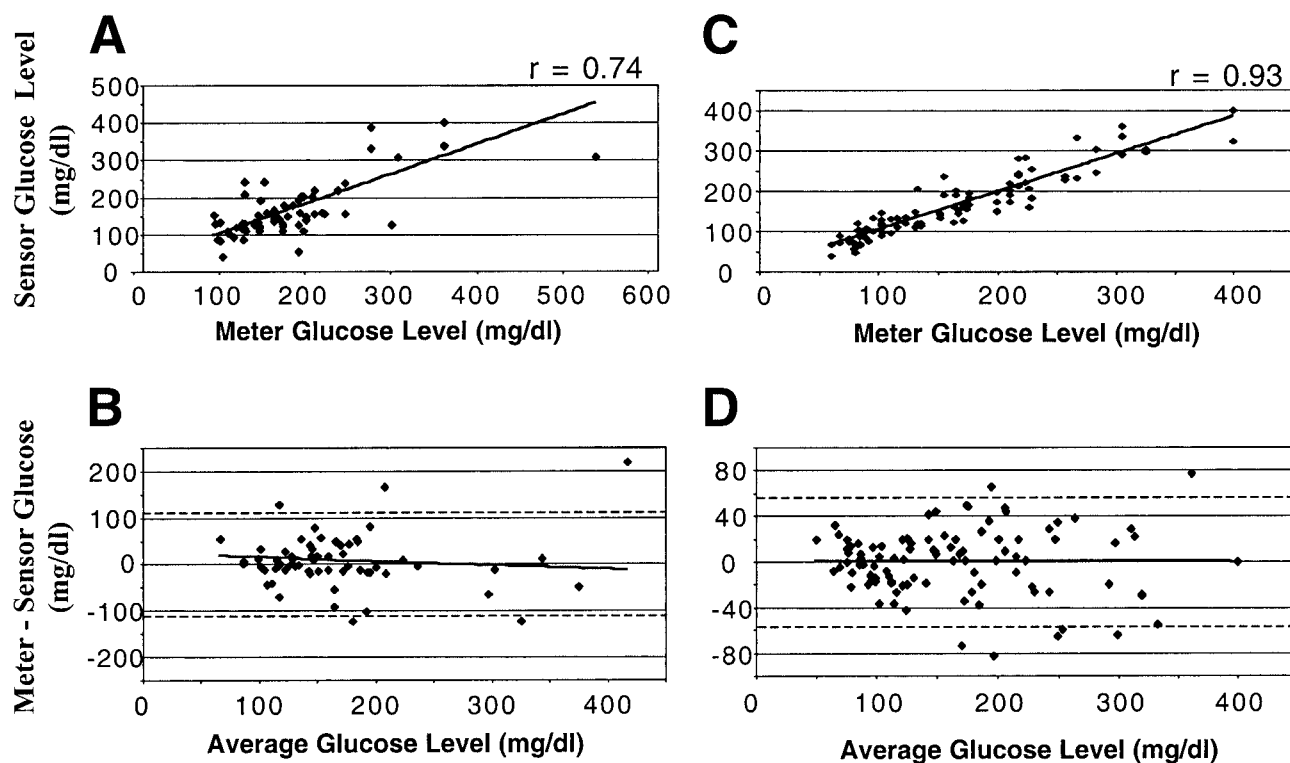 A
r = 0.74
Sensor Glucose Level
(mg/dl)
500
400
300
200
100
0
0 100 200 300 400 500 600
Meter Glucose Level (mg/dl)
C
r = 0.93
400
300
200
100
0
0 100 200 300 400
Meter Glucose Level (mg/dl)
B
Meter - Sensor Glucose
(mg/dl)
200
100
0
-100
-200
0 100 200 300 400
Average Glucose Level (mg/dl)
D
80
40
0
-40
-80
0 100 200 300 400
Average Glucose Level (mg/dl)